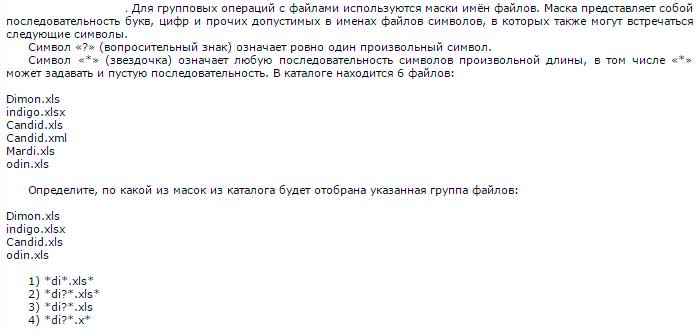 . Для групповых операций с файлами используются маски имён файлов. Маска представляет собой
последовательность букв, цифр и прочих допустимых в именах файлов символов, в которых также могут встречаться
следующие символы.
Символ «?» (вопросительный знак) означает ровно один произвольный символ.
Символ «*» (звездочка) означает любую последовательность символов произвольной длины, в том числе «*»
может задавать и пустую последовательность. В каталоге находится 6 файлов:
Dimon.xls
indigo.xlsx
Candid.xls
Candid.xml
Mardi.xls
odin.xls
Определите, по какой из масок из каталога будет отобрана указанная группа файлов:
Dimon.xls
indigo.xlsx
Candid.xls
odin.xls
1) *di*.xls*
2) *di?*.xls*
3) *di?*.xls
4) *di?*.x*